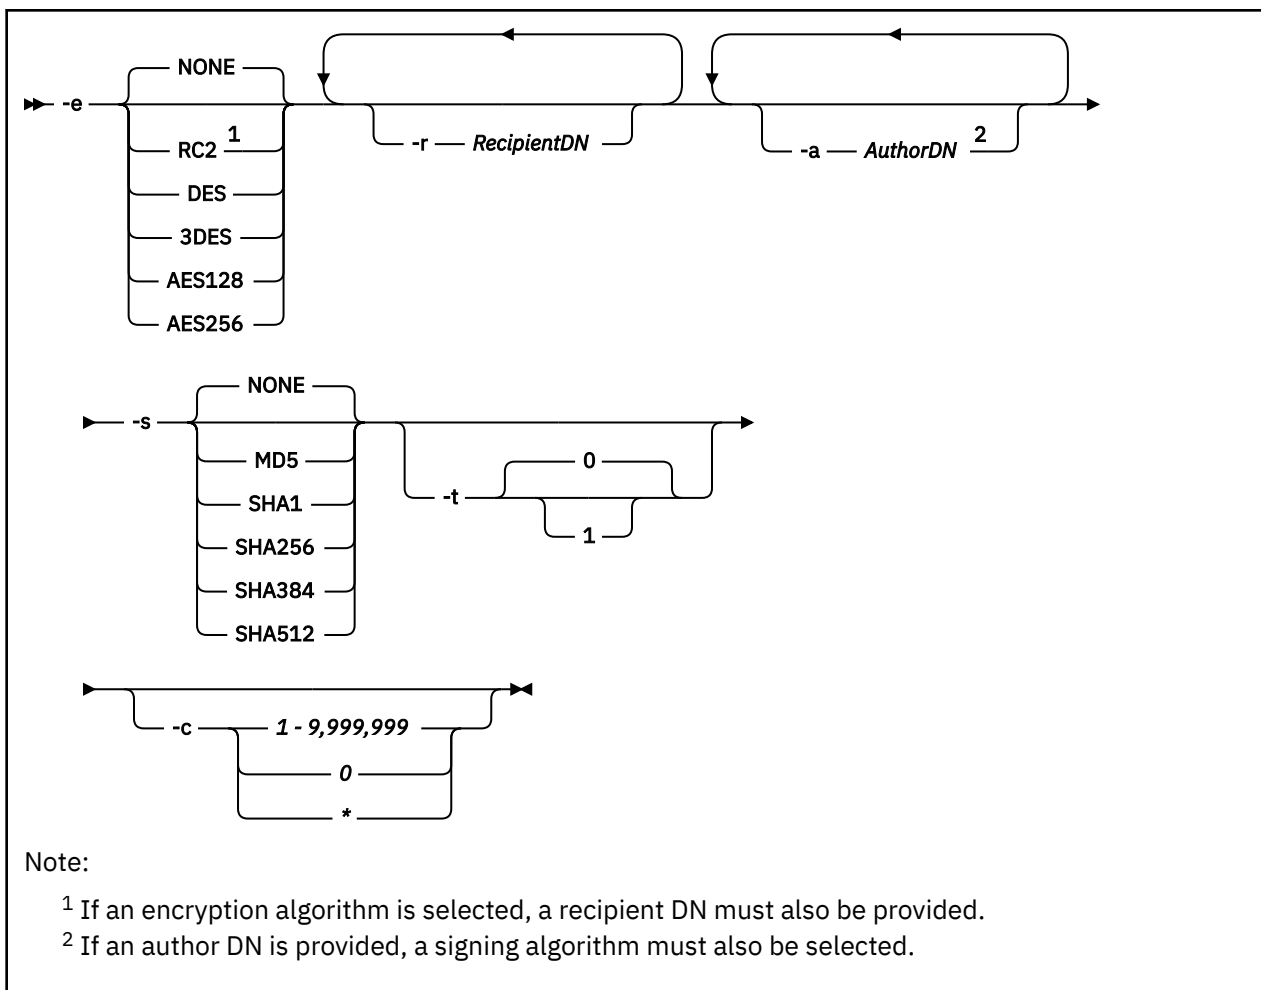 NONE
-e
RC2 1
-r RecipientDN
-a AuthorDN 2
DES
3DES
AES128
AES256
NONE
-s
MD5
SHA1
SHA256
SHA384
SHA512
-t
0
1
-c
1 - 9,999,999
0
*
Note:
1 If an encryption algorithm is selected, a recipient DN must also be provided.
2 If an author DN is provided, a signing algorithm must also be selected.